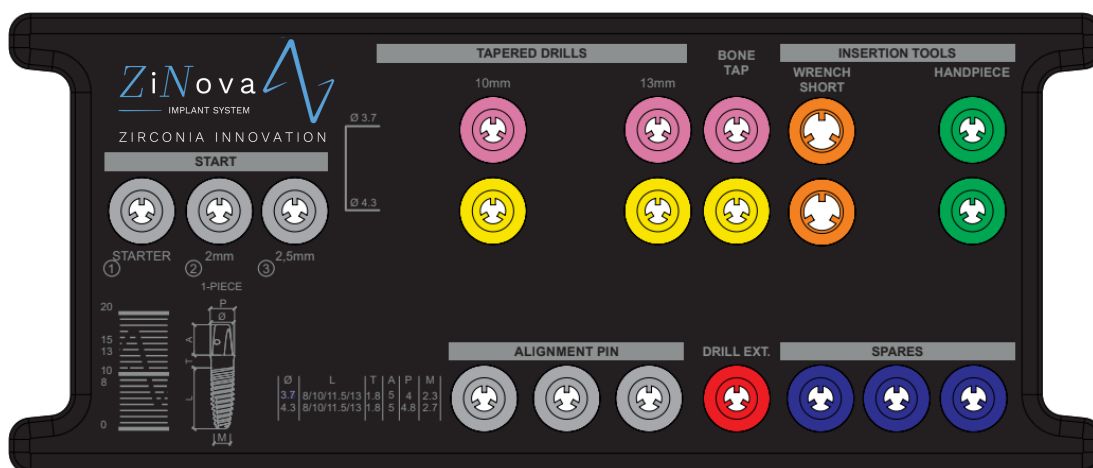 ZiNova
IMPLANT SYSTEM
ZIRCONIA INNOVATION
START
STARTER 2mm 2,5mm
1 2 3
TAPERED DRILLS
10mm 13mm
Ø 3.7
Ø 4.3
BONE
TAP
INSERTION TOOLS
WRENCH
SHORT
HANDPIECE
20
15
13
10
8
0
1-PIECE
P
Ø
A
T
L
M
Ø L T A P M
3.7 8/10/11.5/13 1.8 5 4 2.3
4.3 8/10/11.5/13 1.8 5 4.8 2.7
ALIGNMENT PIN
DRILL EXT.
SPARES